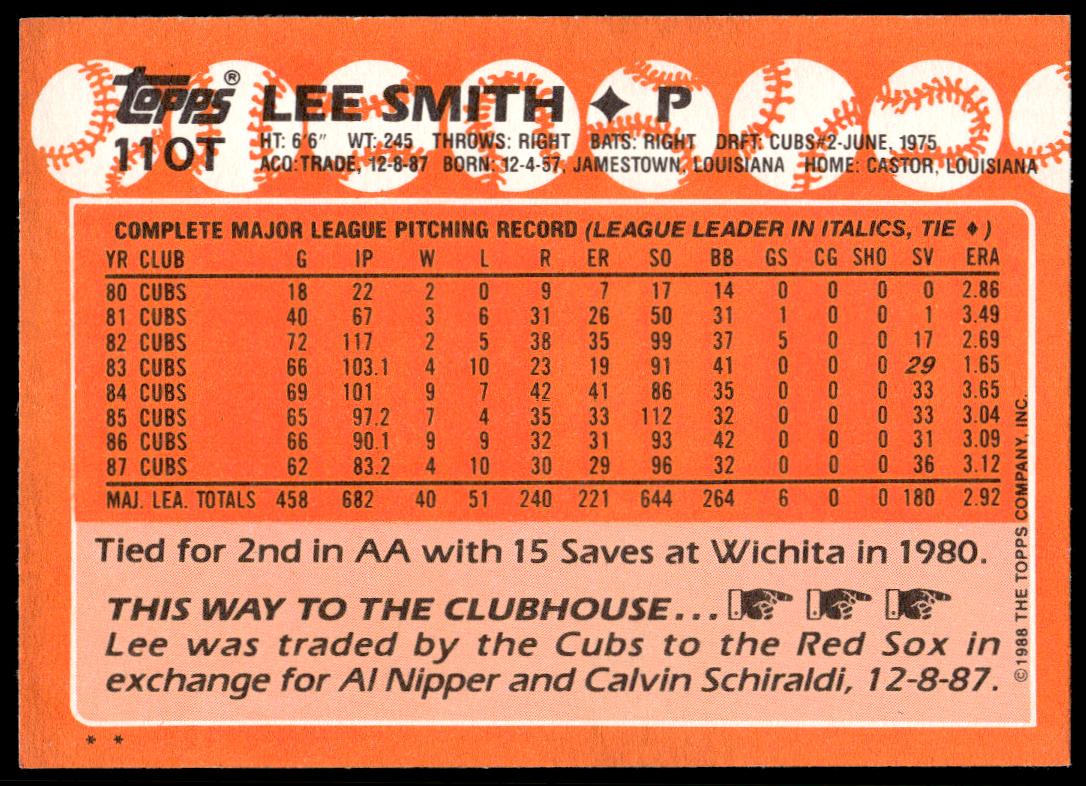 topps® LEE SMITH ✦ P
110T HT: 6'6" WT: 245 THROWS: RIGHT BATS: RIGHT DRFT: CUBS#2-JUNE, 1975
ACQ: TRADE, 12-8-87 BORN: 12-4-57, JAMESTOWN, LOUISIANA HOME: CASTOR, LOUISIANA
COMPLETE MAJOR LEAGUE PITCHING RECORD (LEAGUE LEADER IN ITALICS, TIE ♦)
YR CLUB G IP W L R ER SO BB GS CG SHO SV ERA
80 CUBS 18 22 2 0 9 7 17 14 0 0 0 0 2.86
81 CUBS 40 67 3 6 31 26 50 31 1 0 0 1 3.49
82 CUBS 72 117 2 5 38 35 99 37 5 0 0 17 2.69
83 CUBS 66 103.1 4 10 23 19 91 41 0 0 0 29 1.65
84 CUBS 69 101 9 7 42 41 86 35 0 0 0 33 3.65
85 CUBS 65 97.2 7 4 35 33 112 32 0 0 0 33 3.04
86 CUBS 66 90.1 9 9 32 31 93 42 0 0 0 31 3.09
87 CUBS 62 83.2 4 10 30 29 96 32 0 0 0 36 3.12
MAJ. LEA. TOTALS 458 682 40 51 240 221 644 264 6 0 0 180 2.92
Tied for 2nd in AA with 15 Saves at Wichita in 1980.
THIS WAY TO THE CLUBHOUSE...
Lee was traded by the Cubs to the Red Sox in
exchange for Al Nipper and Calvin Schiraldi, 12-8-87.
©1988 THE TOPPS COMPANY, INC.
* *